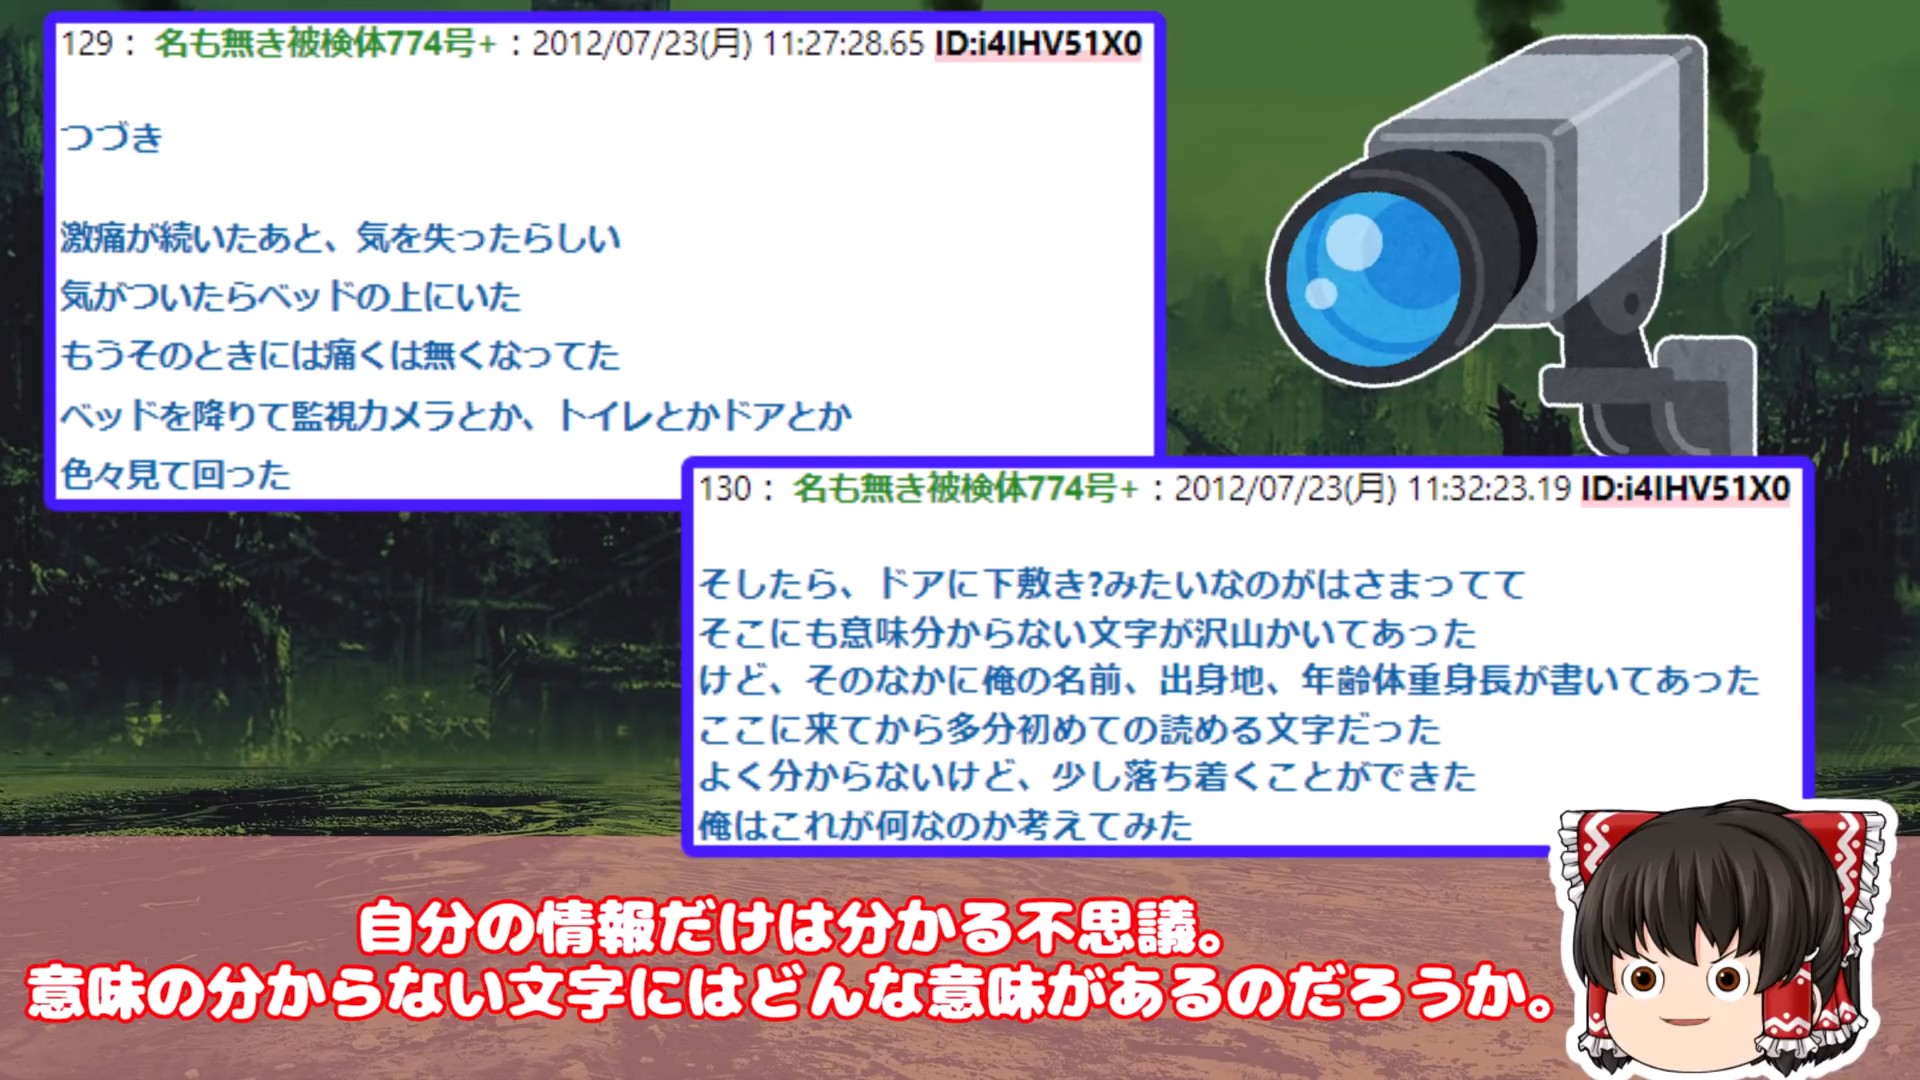 129： 名も無き被検体774号+：2012/07/23(月) 11:27:28.65 ID:i4IHV51X0
つづき
激痛が続いたあと、気を失ったらしい
気がついたらベッドの上にいた
もうそのときには痛くは無くなってた
ベッドを降りて監視カメラとか、トイレとかドアとか
色々見て回った
130： 名も無き被検体774号+：2012/07/23(月) 11:32:23.19 ID:i4IHV51X0
そしたら、ドアに下敷き?みたいなのがはさまってて
そこにも意味分からない文字が沢山かいてあった
けど、そのなかに俺の名前、出身地、年齢体重身長が書いてあった
ここに来てから多分初めての読める文字だった
よく分からないけど、少し落ち着くことができた
俺はこれが何なのか考えてみた
自分の情報だけは分かる不思議。
意味の分からない文字にはどんな意味があるのだろうか。